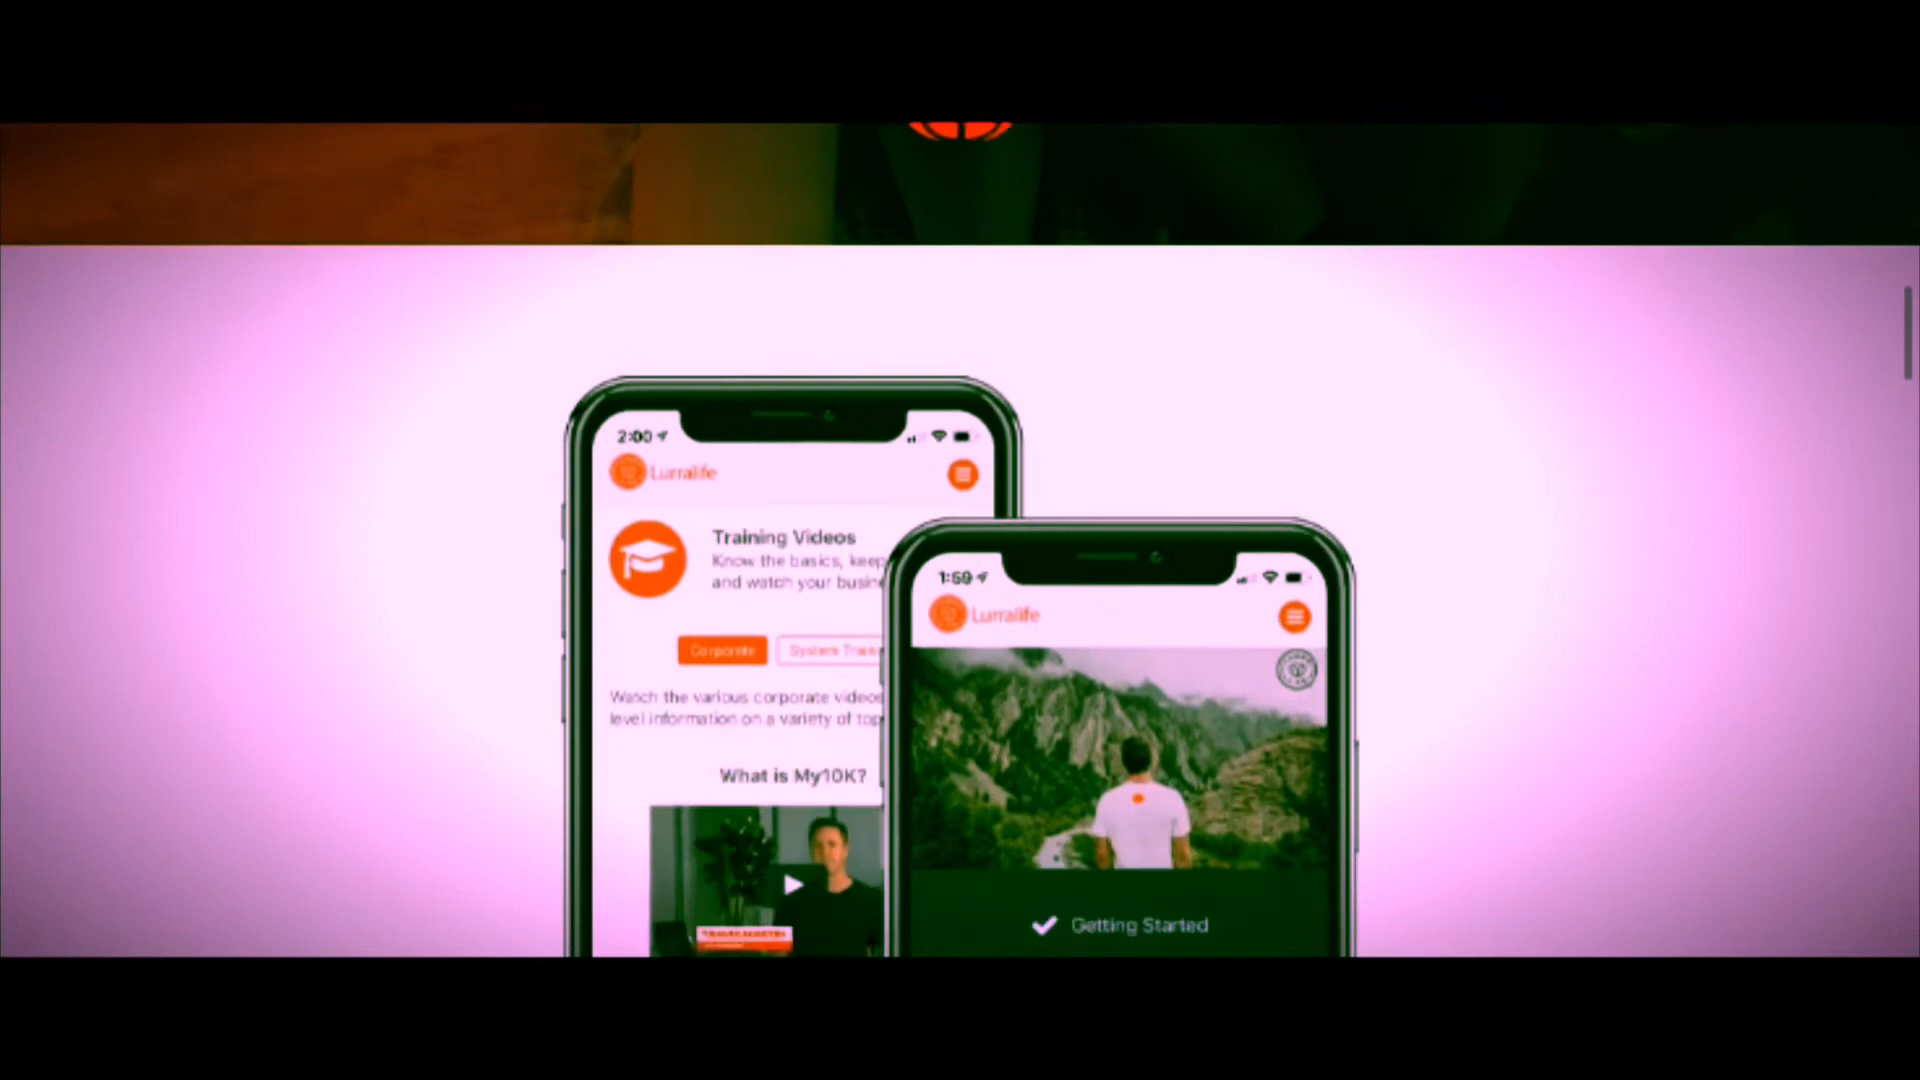 2:00
Lurralife
Training Videos
Know the basics, keep
and watch your busin
Corporate
System Train
Watch the various corporate videos
level information on a variety of top
What is My10K?
1:59
Lurralife
Getting Started